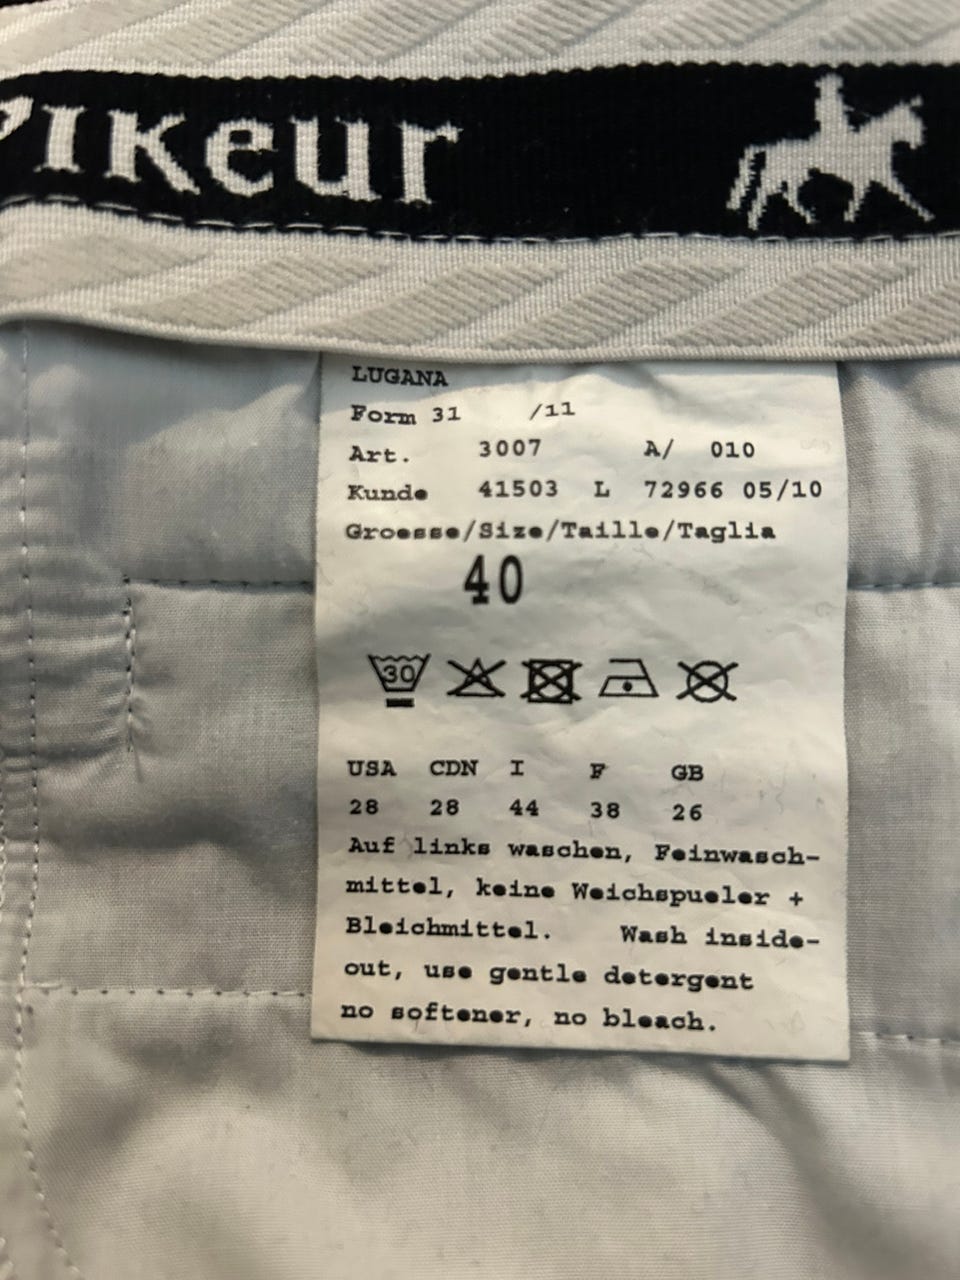 Pikeur
LUGANA
Form 31 /11
Art. 3007 A/ 010
Kunde 41503 L 72966 05/10
Groesse/Size/Taille/Taglia
40
30
USA CDN I F GB
28 28 44 38 26
Auf links waschen, Feinwasch-
mittel, keine Weichspueler +
Bleichmittel. Wash inside-
out, use gentle detergent
no softener, no bleach.